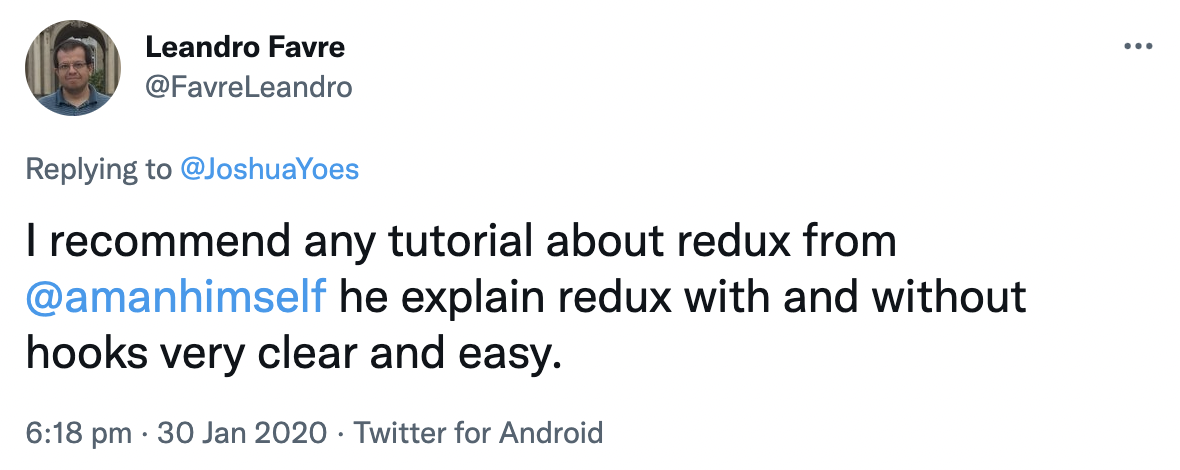 Leandro Favre
@FavreLeandro
Replying to @JoshuaYoes
I recommend any tutorial about redux from
@amanhimself he explain redux with and without
hooks very clear and easy.
6:18 pm · 30 Jan 2020 · Twitter for Android